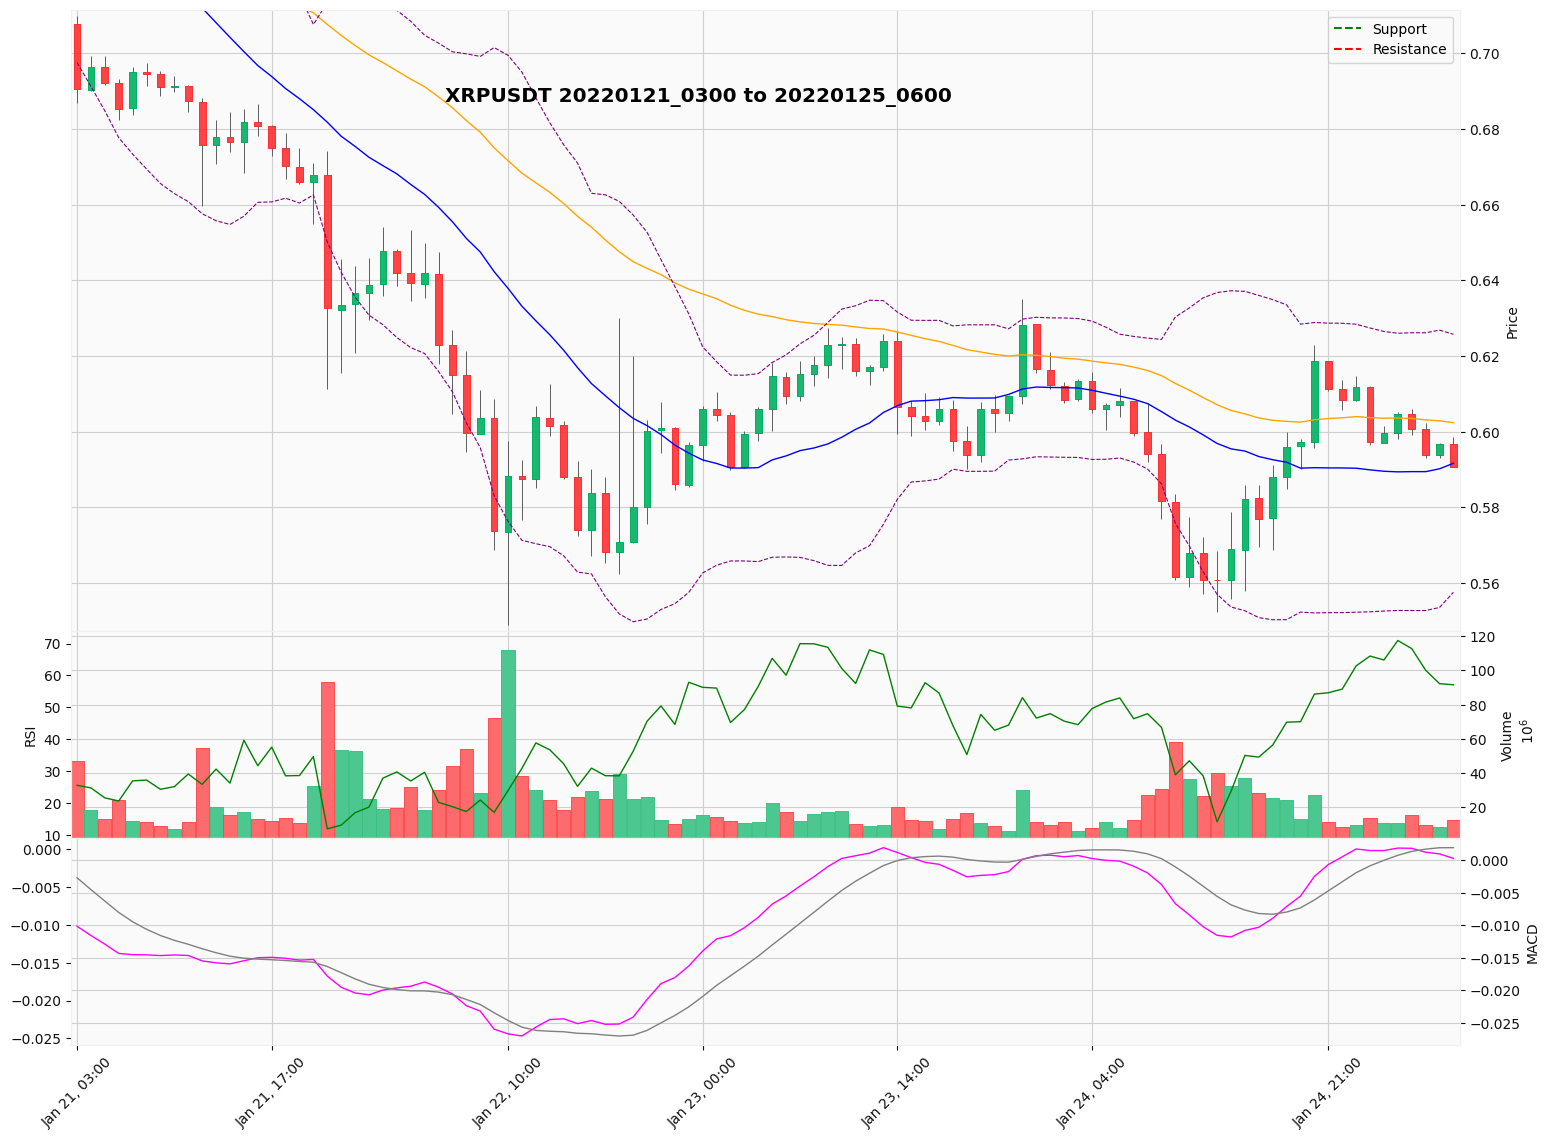 Support
Resistance
XRPUSDT 20220121_0300 to 20220125_0600
0.70
0.68
0.66
0.64
0.62
0.60
0.58
0.56
Price
70
60
50
40
30
20
10
RSI
120
100
80
60
40
20
Volume
10⁶
0.000
−0.005
−0.010
−0.015
−0.020
−0.025
0.000
−0.005
−0.010
−0.015
−0.020
−0.025
MACD
Jan 21, 03:00
Jan 21, 17:00
Jan 22, 10:00
Jan 23, 00:00
Jan 23, 14:00
Jan 24, 04:00
Jan 24, 21:00